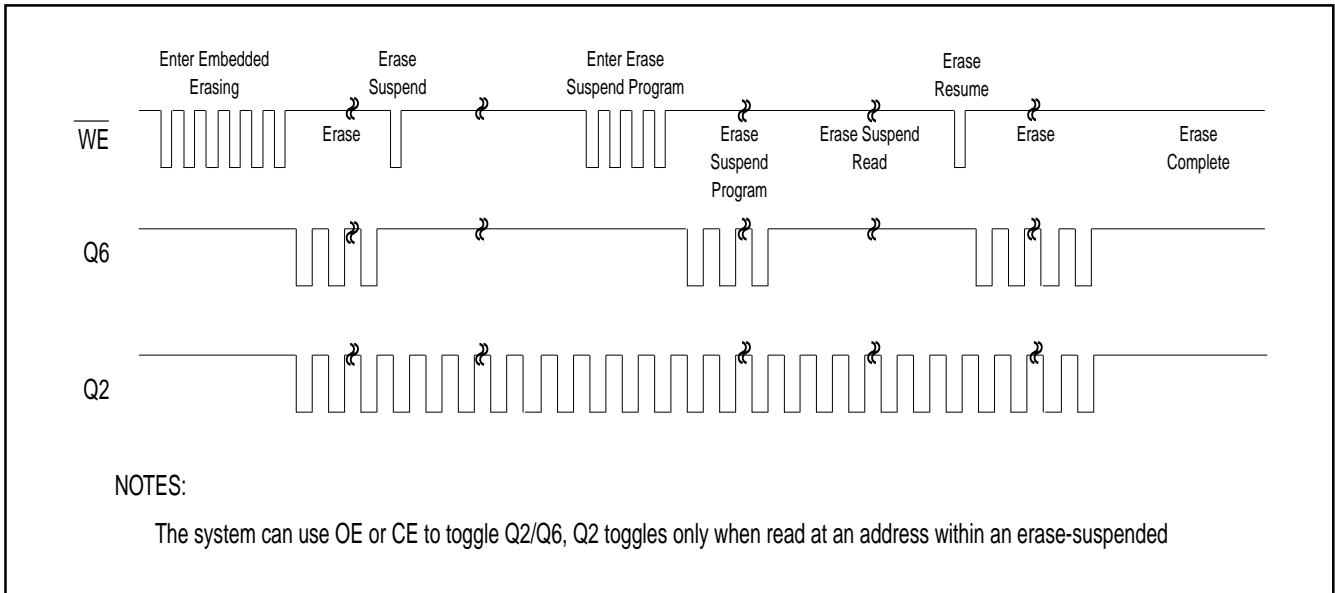 Enter Embedded
Erasing
Erase
Suspend
Enter Erase
Suspend Program
Erase
Resume
WE
Erase
Erase
Suspend
Program
Erase Suspend
Read
Erase
Erase
Complete
Q6
Q2
NOTES:
The system can use OE or CE to toggle Q2/Q6, Q2 toggles only when read at an address within an erase-suspended